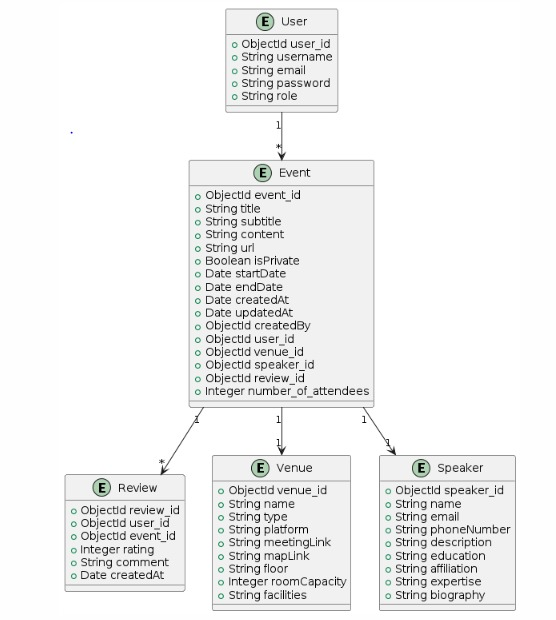 E User
ObjectId user_id
String username
String email
String password
String role
1
*
E Event
ObjectId event_id
String title
String subtitle
String content
String url
Boolean isPrivate
Date startDate
Date endDate
Date createdAt
Date updatedAt
ObjectId createdBy
ObjectId user_id
ObjectId venue_id
ObjectId speaker_id
ObjectId review_id
Integer number_of_attendees
1
1
1
*
1
1
E Review
ObjectId review_id
ObjectId user_id
ObjectId event_id
Integer rating
String comment
Date createdAt
E Venue
ObjectId venue_id
String name
String type
String platform
String meetingLink
String mapLink
String floor
Integer roomCapacity
String facilities
E Speaker
ObjectId speaker_id
String name
String email
String phoneNumber
String description
String education
String affiliation
String expertise
String biography